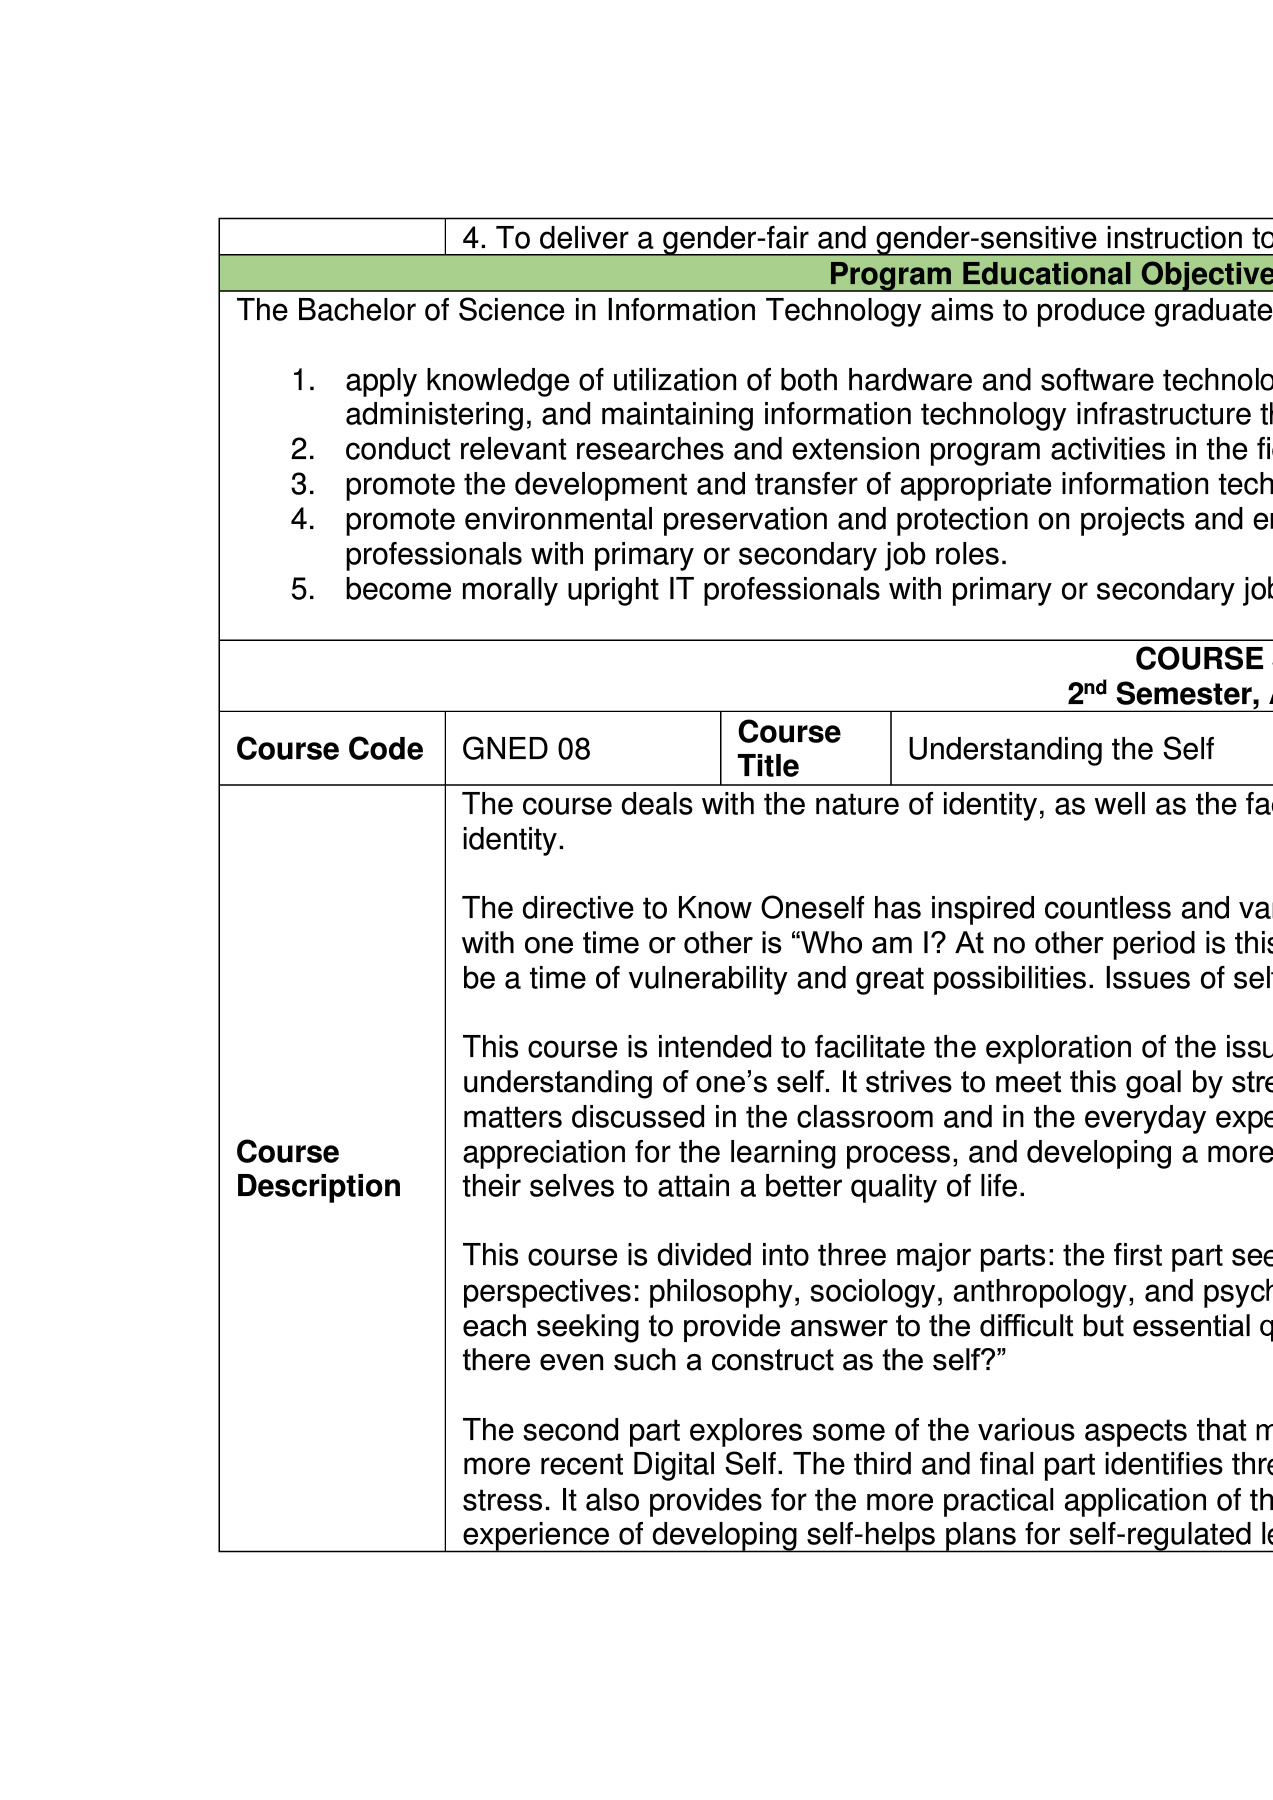 4. To deliver a gender-fair and gender-sensitive instruction to
Program Educational Objective
The Bachelor of Science in Information Technology aims to produce graduate
1. apply knowledge of utilization of both hardware and software technolo
administering, and maintaining information technology infrastructure th
2. conduct relevant researches and extension program activities in the fi
3. promote the development and transfer of appropriate information tech
4. promote environmental preservation and protection on projects and en
professionals with primary or secondary job roles.
5. become morally upright IT professionals with primary or secondary job
COURSE
2nd Semester, A
Course Code GNED 08 Course Title Understanding the Self
The course deals with the nature of identity, as well as the fac
identity.
The directive to Know Oneself has inspired countless and var
with one time or other is “Who am I? At no other period is this
be a time of vulnerability and great possibilities. Issues of self
This course is intended to facilitate the exploration of the issu
understanding of one’s self. It strives to meet this goal by stre
matters discussed in the classroom and in the everyday expe
appreciation for the learning process, and developing a more
their selves to attain a better quality of life.
Course
Description
This course is divided into three major parts: the first part see
perspectives: philosophy, sociology, anthropology, and psych
each seeking to provide answer to the difficult but essential q
there even such a construct as the self?”
The second part explores some of the various aspects that m
more recent Digital Self. The third and final part identifies thre
stress. It also provides for the more practical application of th
experience of developing self-helps plans for self-regulated le